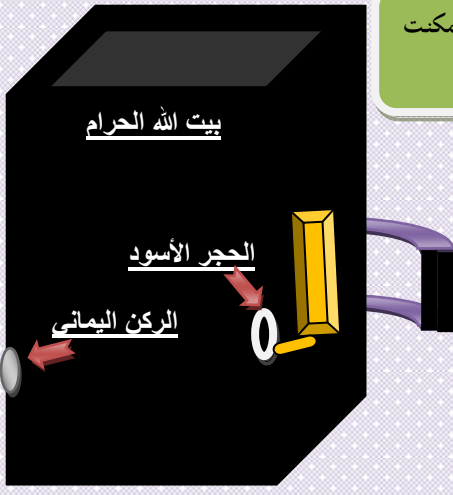 مكنت
بيت الله الحرام
الحجر الأسود
الركن اليماني